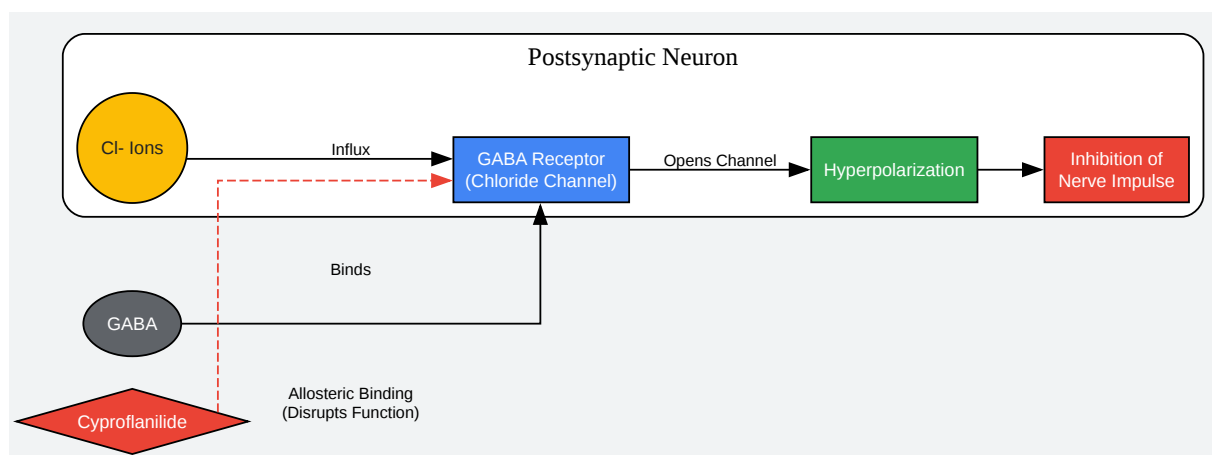 Postsynaptic Neuron
Cl- Ions
Influx
GABA Receptor
(Chloride Channel)
Opens Channel
Hyperpolarization
Inhibition of
Nerve Impulse
Binds
GABA
Allosteric Binding
(Disrupts Function)
Cyproflanilide